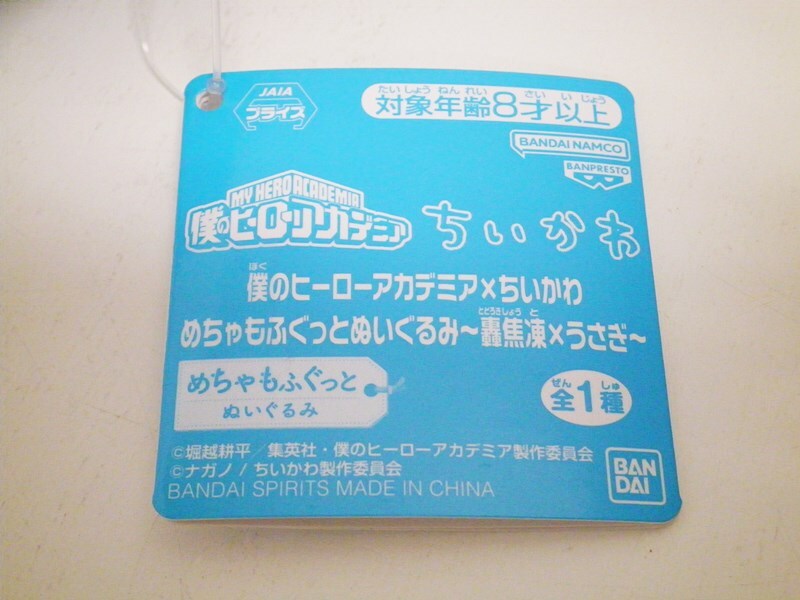 JAIA
プライズ
たいしょうねんれい さいいじょう
対象年齢8才以上
BANDAI NAMCO
BANPRESTO
MY HERO ACADEMIA
僕のヒーローアカデミア
ちいかわ
ぼく
僕のヒーローアカデミア×ちいかわ
とどろきしょうと
めちゃもふぐっとぬいぐるみ～轟焦凍×うさぎ～
めちゃもふぐっと
ぬいぐるみ
ぜん しゅ
全1種
©堀越耕平／集英社・僕のヒーローアカデミア製作委員会
©ナガノ / ちいかわ製作委員会
BANDAI SPIRITS MADE IN CHINA
BAN
DAI